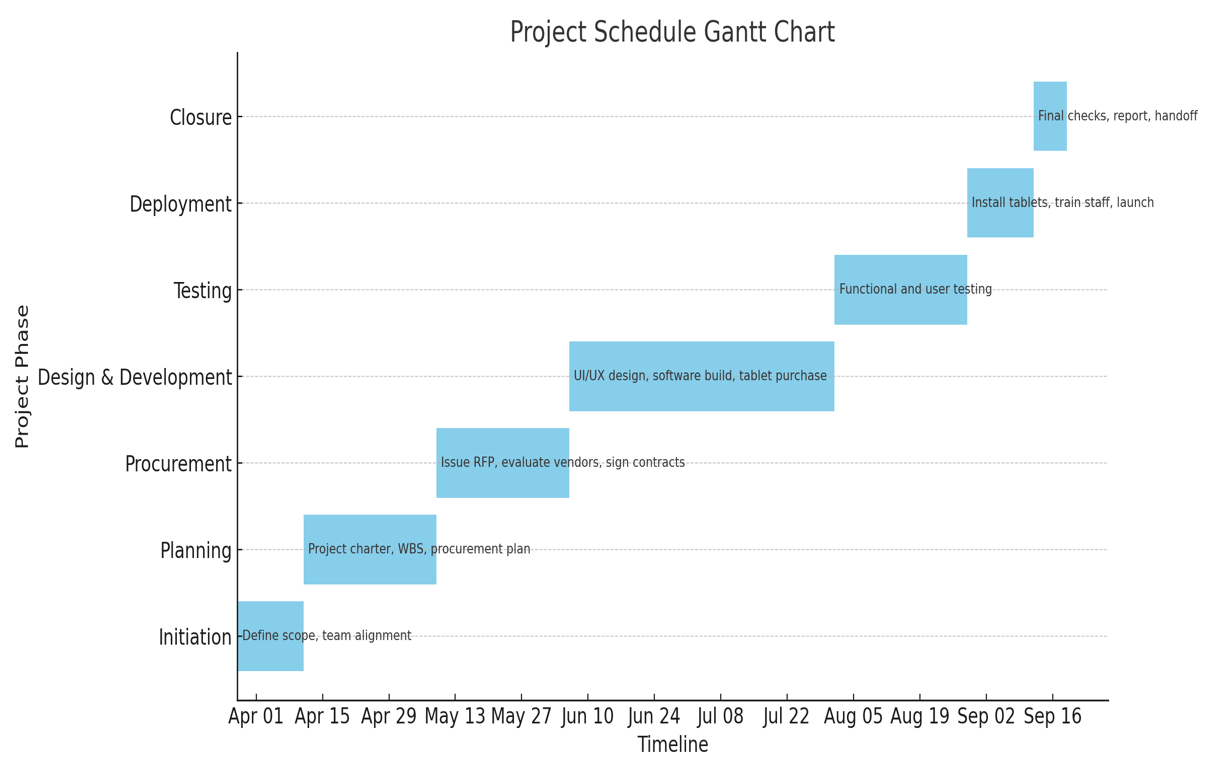 Project Schedule Gantt Chart
Project Phase
Closure
Final checks, report, handoff
Deployment
Install tablets, train staff, launch
Testing
Functional and user testing
Design & Development
UI/UX design, software build, tablet purchase
Procurement
Issue RFP, evaluate vendors, sign contracts
Planning
Project charter, WBS, procurement plan
Initiation
Define scope, team alignment
Apr 01 Apr 15 Apr 29 May 13 May 27 Jun 10 Jun 24 Jul 08 Jul 22 Aug 05 Aug 19 Sep 02 Sep 16
Timeline